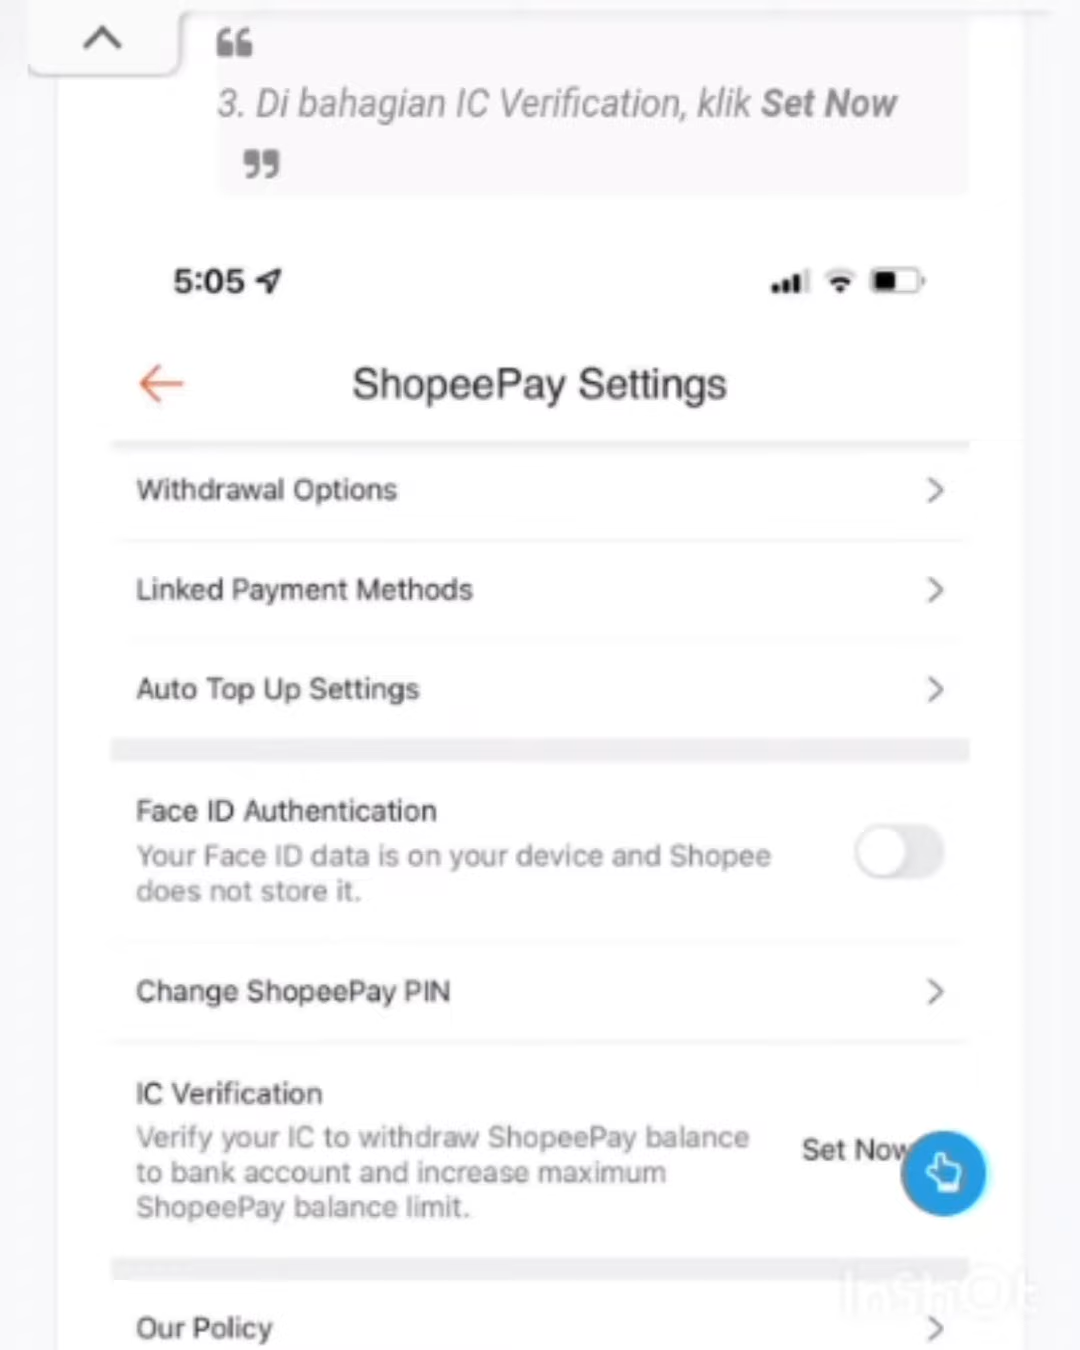 “
3. Di bahagian IC Verification, klik Set Now
”
5:05
ShopeePay Settings
Withdrawal Options
Linked Payment Methods
Auto Top Up Settings
Face ID Authentication
Your Face ID data is on your device and Shopee
does not store it.
Change ShopeePay PIN
IC Verification
Verify your IC to withdraw ShopeePay balance
to bank account and increase maximum
ShopeePay balance limit.
Set Now
Our Policy
InShOt